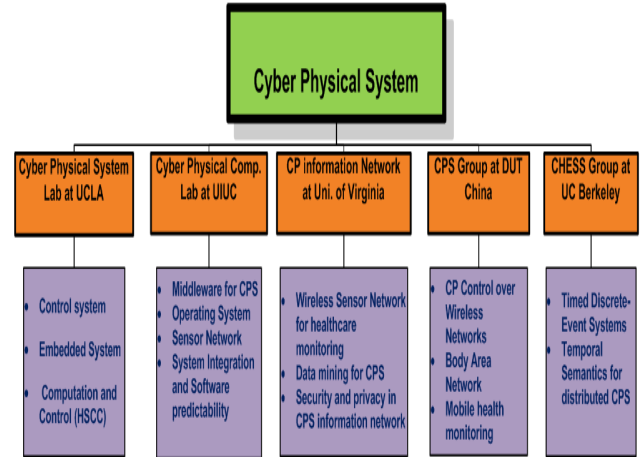 Cyber Physical System
Cyber Physical System
Lab at UCLA
Cyber Physical Comp.
Lab at UIUC
CP information Network
at Uni. of Virginia
CPS Group at DUT
China
CHESS Group at
UC Berkeley
• Control system
• Embedded System
• Computation and
Control (HSCC)
• Middleware for CPS
• Operating System
• Sensor Network
• System Integration
and Software
predictability
• Wireless Sensor Network
for healthcare
monitoring
• Data mining for CPS
• Security and privacy in
CPS information network
• CP Control over
Wireless
Networks
• Body Area
Network
• Mobile health
monitoring
• Timed Discrete-
Event Systems
• Temporal
Semantics for
distributed CPS